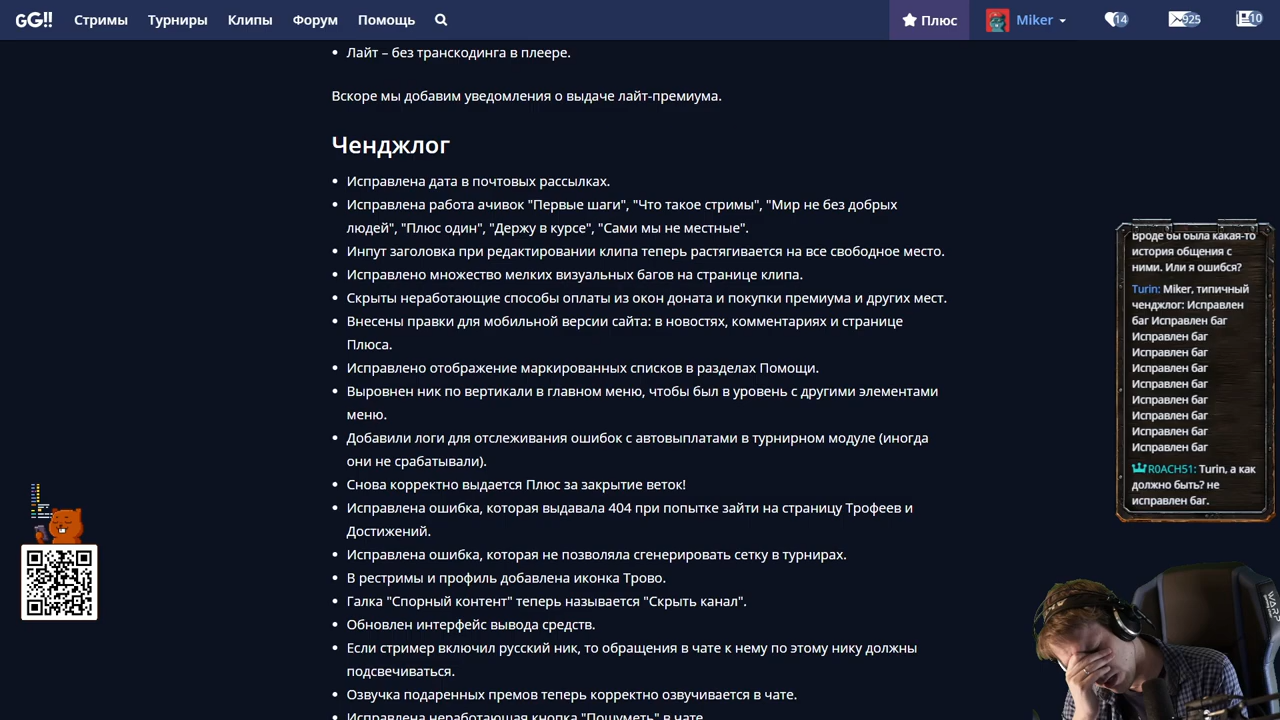 GG!! Стримы Турниры Клипы Форум Помощь Плюс Miker 14 925 10
Лайт – без транскодинга в плеере.
Вскоре мы добавим уведомления о выдаче лайт-премиума.
Ченджлог
Исправлена дата в почтовых рассылках.
Исправлена работа ачивок "Первые шаги", "Что такое стримы", "Мир не без добрых
людей", "Плюс один", "Держу в курсе", "Сами мы не местные".
Инпут заголовка при редактировании клипа теперь растягивается на все свободное место.
Исправлено множество мелких визуальных багов на странице клипа.
Скрыты неработающие способы оплаты из окон доната и покупки премиума и других мест.
Внесены правки для мобильной версии сайта: в новостях, комментариях и странице
Плюса.
Исправлено отображение маркированных списков в разделах Помощи.
Выровнен ник по вертикали в главном меню, чтобы был в уровень с другими элементами
меню.
Добавили логи для отслеживания ошибок с автовыплатами в турнирном модуле (иногда
они не срабатывали).
Снова корректно выдается Плюс за закрытие веток!
Исправлена ошибка, которая выдавала 404 при попытке зайти на страницу Трофеев и
Достижений.
Исправлена ошибка, которая не позволяла сгенерировать сетку в турнирах.
В рестримы и профиль добавлена иконка Трово.
Галка "Спорный контент" теперь называется "Скрыть канал".
Обновлен интерфейс вывода средств.
Если стример включил русский ник, то обращения в чате к нему по этому нику должны
подсвечиваться.
Озвучка подаренных премов теперь корректно озвучивается в чате.
Исправлена неработающая кнопка "Пошуметь" в чате.
Вроде бы была какая-то
история общения с
ними. Или я ошибся?
Turin: Miker, типичный
ченджлог: Исправлен
баг Исправлен баг
Исправлен баг
Исправлен баг
Исправлен баг
Исправлен баг
Исправлен баг
Исправлен баг
Исправлен баг
Исправлен баг
R0ACH51: Turin, а как
должно быть? не
исправлен баг.
WARP